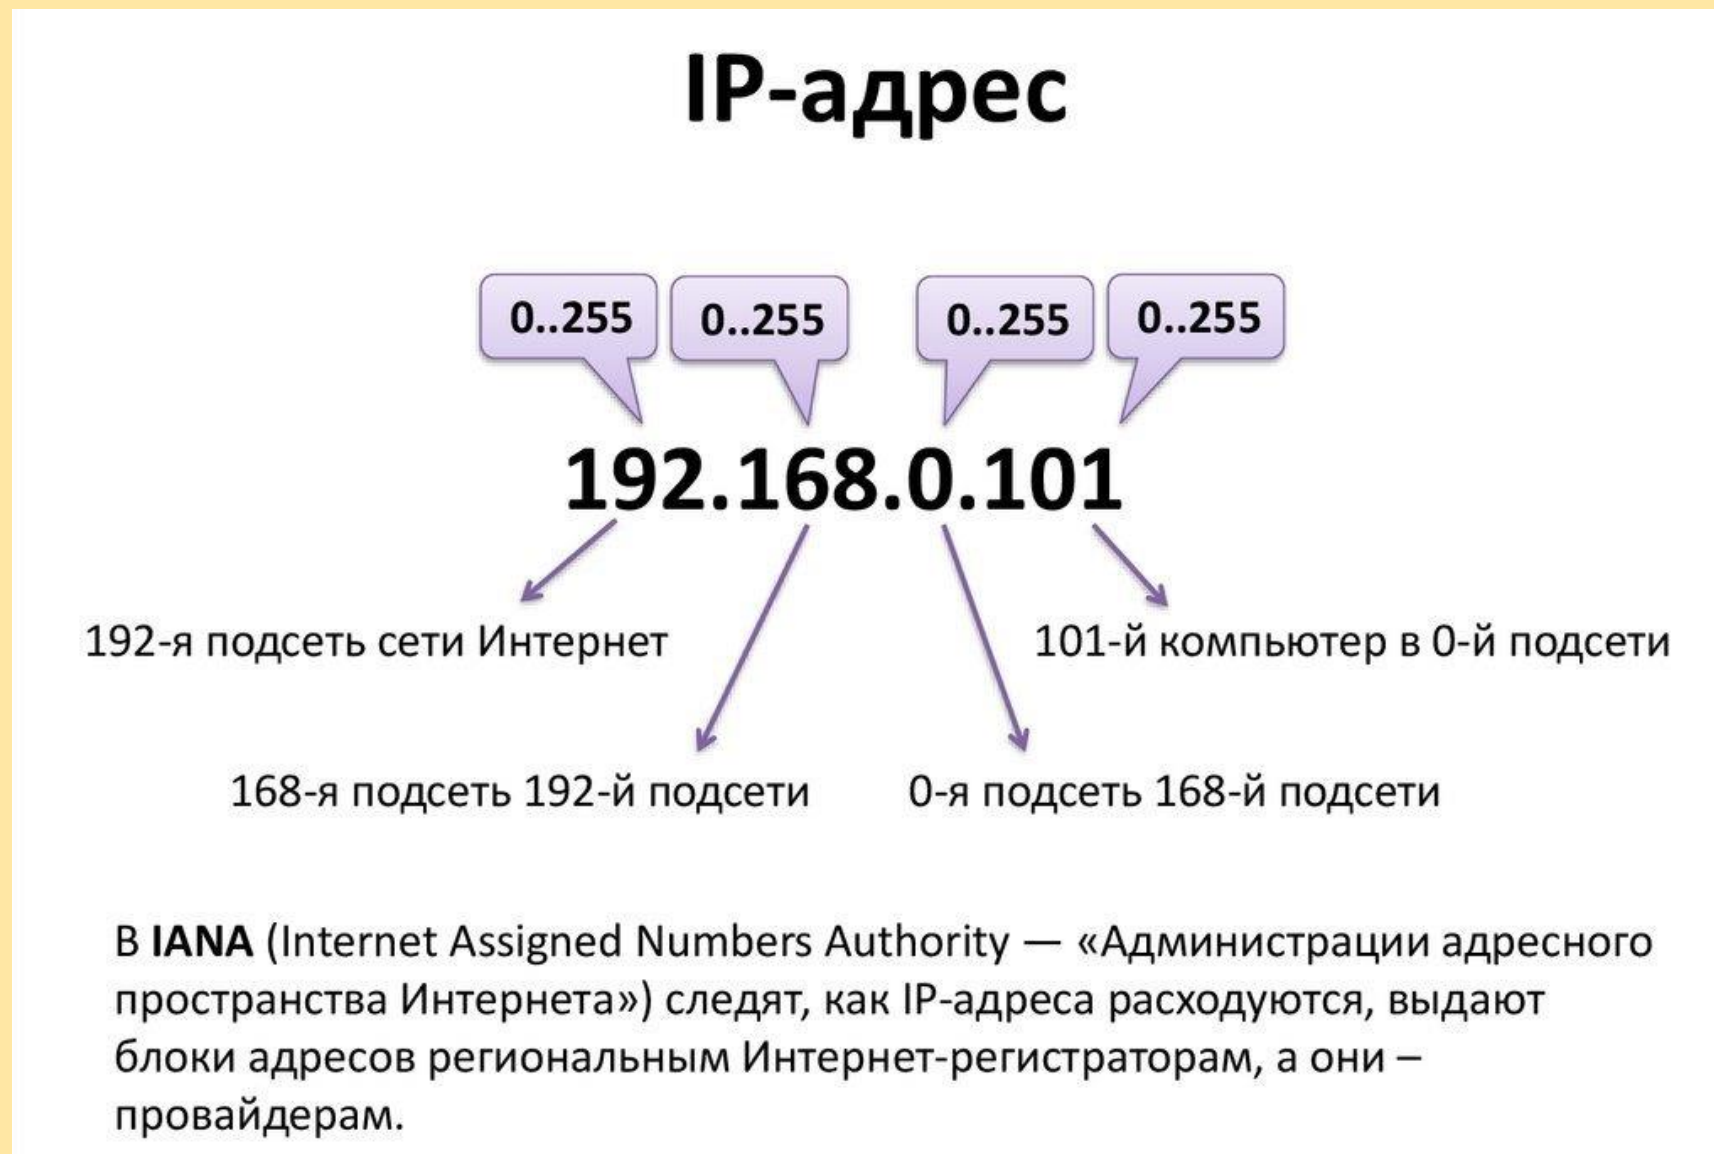 IP-адрес
0..255 0..255 0..255 0..255
192.168.0.101
192-я подсеть сети Интернет 101-й компьютер в 0-й подсети
168-я подсеть 192-й подсети 0-я подсеть 168-й подсети
В IANA (Internet Assigned Numbers Authority — «Администрации адресного
пространства Интернета») следят, как IP-адреса расходуются, выдают
блоки адресов региональным Интернет-регистраторам, а они –
провайдерам.